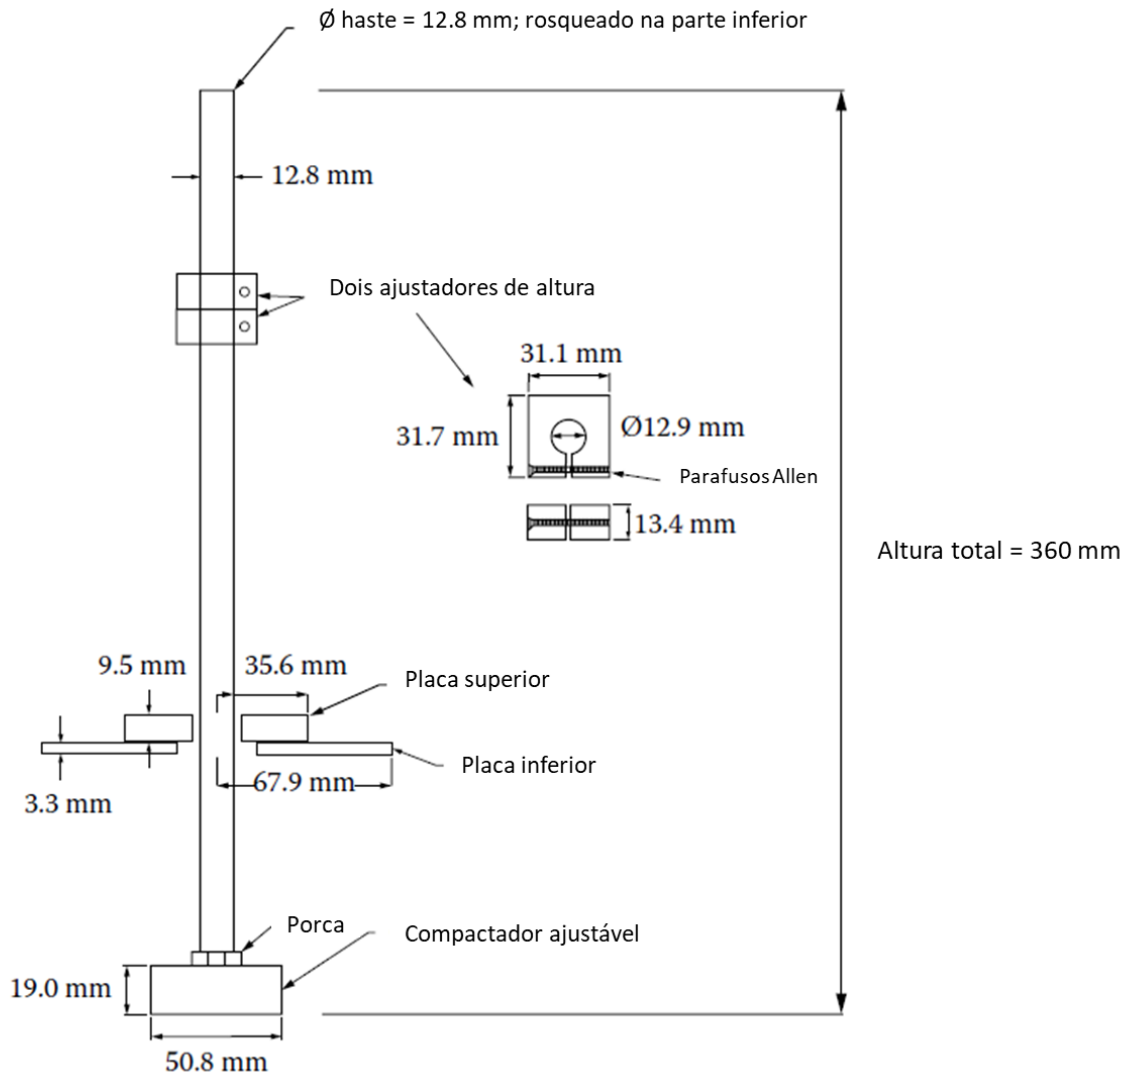 Ø haste = 12.8 mm; rosqueado na parte inferior
12.8 mm
Dois ajustadores de altura
31.1 mm
31.7 mm
Ø12.9 mm
Parafusos Allen
13.4 mm
Altura total = 360 mm
9.5 mm
35.6 mm
Placa superior
Placa inferior
67.9 mm
3.3 mm
Porca
Compactador ajustável
19.0 mm
50.8 mm